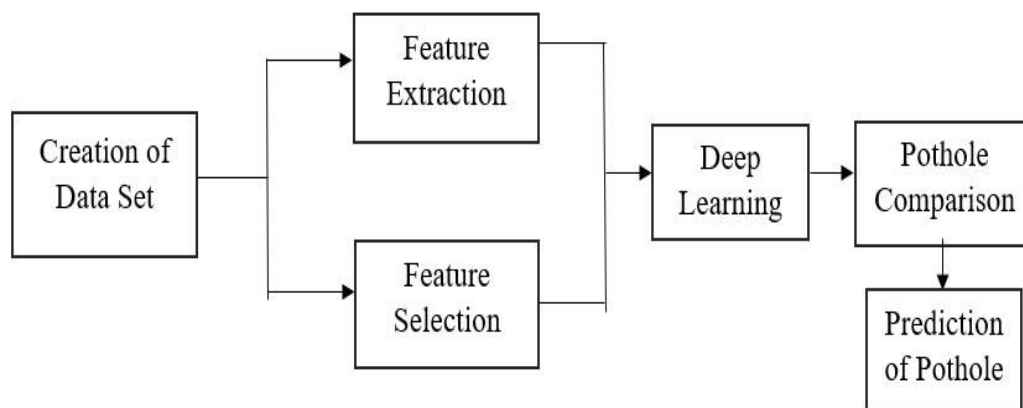 Creation of
Data Set
Feature
Extraction
Feature
Selection
Deep
Learning
Pothole
Comparison
Prediction
of Pothole